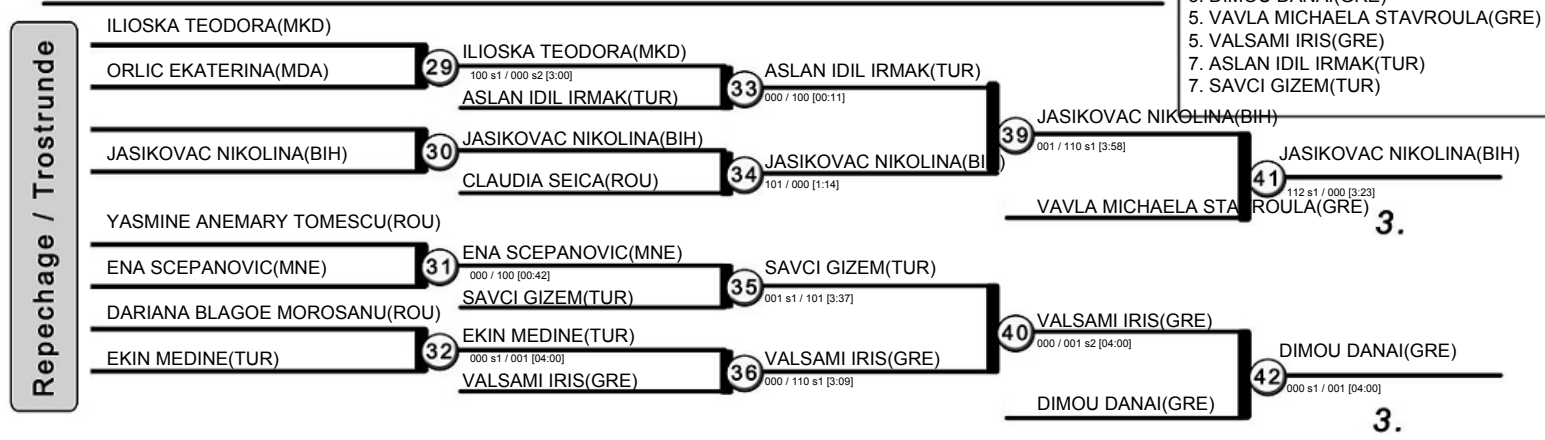 3. DIMOU DANAI(GRE)
5. VAVLA MICHAELA STAVROULA(GRE)
5. VALSAMI IRIS(GRE)
7. ASLAN IDIL IRMAK(TUR)
7. SAVCI GIZEM(TUR)
Repechage / Trostrunde
ILIOSKA TEODORA(MKD)
ORLIC EKATERINA(MDA)
29
ILIOSKA TEODORA(MKD)
100 s1 / 000 s2 [3:00]
ASLAN IDIL IRMAK(TUR)
33
ASLAN IDIL IRMAK(TUR)
000 / 100 [00:11]
JASIKOVAC NIKOLINA(BIH)
30
JASIKOVAC NIKOLINA(BIH)
CLAUDIA SEICA(ROU)
34
JASIKOVAC NIKOLINA(BIH)
101 / 000 [1:14]
39
JASIKOVAC NIKOLINA(BIH)
001 / 110 s1 [3:58]
VAVLA MICHAELA STAVROULA(GRE)
41
JASIKOVAC NIKOLINA(BIH)
112 s1 / 000 [3:23]
3.
YASMINE ANEMARY TOMESCU(ROU)
ENA SCEPANOVIC(MNE)
31
ENA SCEPANOVIC(MNE)
000 / 100 [00:42]
SAVCI GIZEM(TUR)
35
SAVCI GIZEM(TUR)
001 s1 / 101 [3:37]
DARIANA BLAGOE MOROSANU(ROU)
EKIN MEDINE(TUR)
32
EKIN MEDINE(TUR)
000 s1 / 001 [04:00]
VALSAMI IRIS(GRE)
36
VALSAMI IRIS(GRE)
000 / 110 s1 [3:09]
40
VALSAMI IRIS(GRE)
000 / 001 s2 [04:00]
DIMOU DANAI(GRE)
42
DIMOU DANAI(GRE)
000 s1 / 001 [04:00]
3.